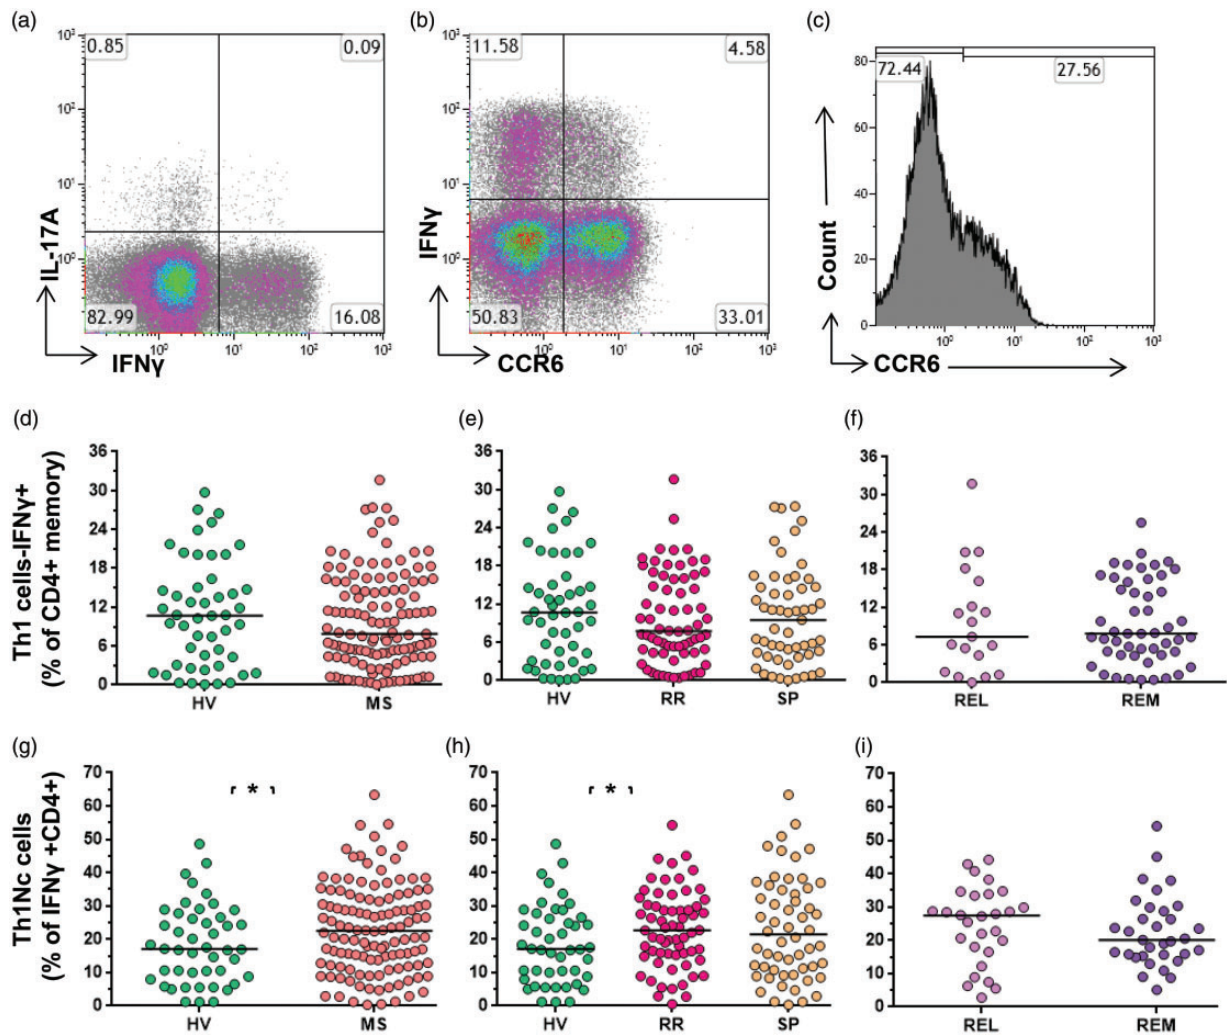 (a)
(b)
(c)
10³
0.85
0.09
10²
10¹
10⁰
82.99
16.08
10⁰ 10¹ 10² 10³
IL-17A
IFNγ
10³
11.58
4.58
10²
10¹
10⁰
50.83
33.01
10⁰ 10¹ 10² 10³
IFNγ
CCR6
80
60
40
20
0
72.44
27.56
10⁰ 10¹ 10² 10³
Count
CCR6
(d)
(e)
(f)
Th1 cells-IFNγ+
(% of CD4+ memory)
36
30
24
18
12
6
0
HV MS
36
30
24
18
12
6
0
HV RR SP
36
30
24
18
12
6
0
REL REM
(g)
(h)
(i)
Th1Nc cells
(% of IFNγ +CD4+)
70
60
50
40
30
20
10
0
*
HV MS
70
60
50
40
30
20
10
0
*
HV RR SP
70
60
50
40
30
20
10
0
REL REM